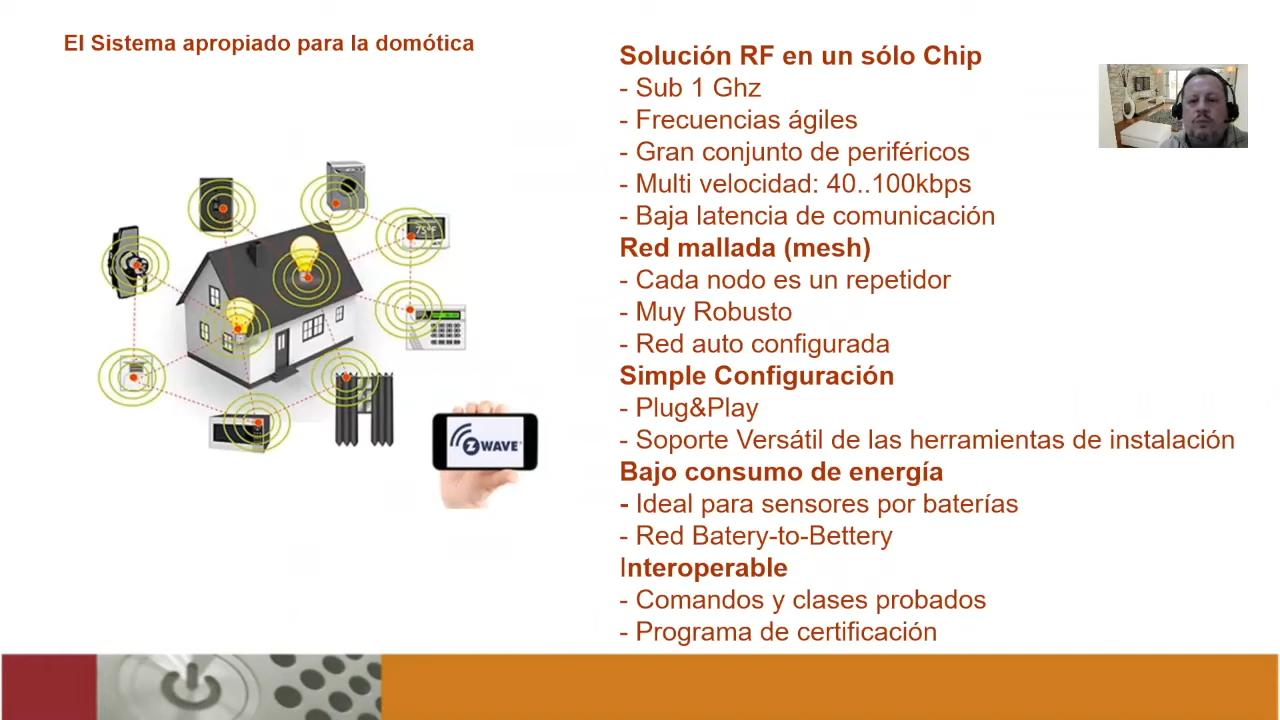 El Sistema apropiado para la domótica
Solución RF en un sólo Chip
- Sub 1 Ghz
- Frecuencias ágiles
- Gran conjunto de periféricos
- Multi velocidad: 40..100kbps
- Baja latencia de comunicación
Red mallada (mesh)
- Cada nodo es un repetidor
- Muy Robusto
- Red auto configurada
Simple Configuración
- Plug&Play
- Soporte Versátil de las herramientas de instalación
Bajo consumo de energía
- Ideal para sensores por baterías
- Red Batery-to-Bettery
Interoperable
- Comandos y clases probados
- Programa de certificación
75°F
Z WAVE